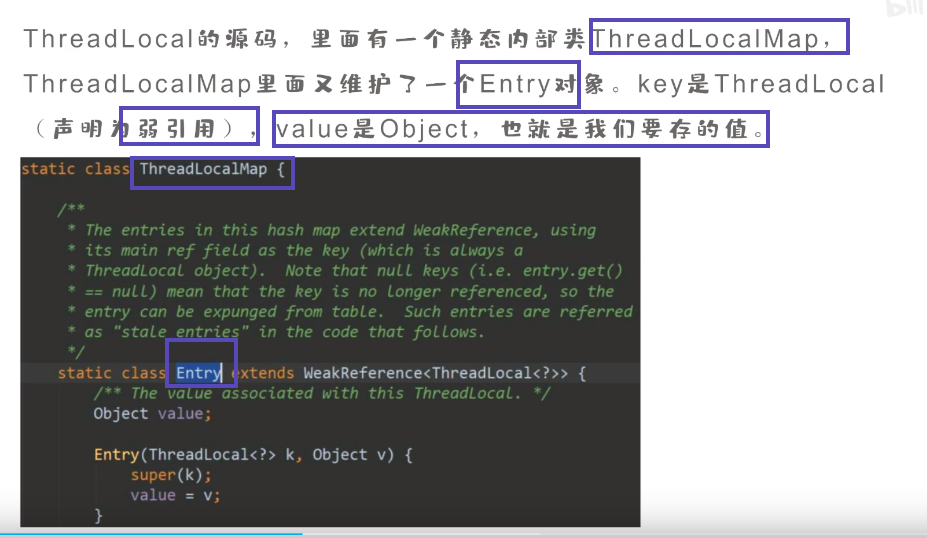 ThreadLocal的源码，里面有一个静态内部类ThreadLocalMap，
ThreadLocalMap里面又维护了一个Entry对象。key是ThreadLocal
（声明为弱引用），value是Object，也就是我们要存的值。
static class ThreadLocalMap {
/**
* The entries in this hash map extend WeakReference, using
* its main ref field as the key (which is always a
* ThreadLocal object).  Note that null keys (i.e. entry.get()
* == null) mean that the key is no longer referenced, so the
* entry can be expunged from table.  Such entries are referred
* as "stale entries" in the code that follows.
*/
static class Entry extends WeakReference<ThreadLocal<?>> {
/** The value associated with this ThreadLocal. */
Object value;
Entry(ThreadLocal<?> k, Object v) {
super(k);
value = v;
}